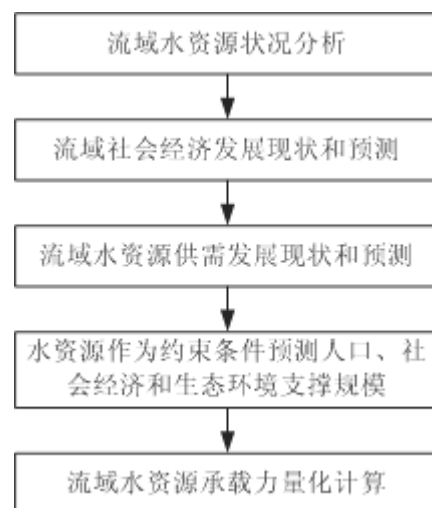 流域水资源状况分析
流域社会经济发展现状和预测
流域水资源供需发展现状和预测
水资源作为约束条件预测人口、社
会经济和生态环境支撑规模
流域水资源承载力量化计算